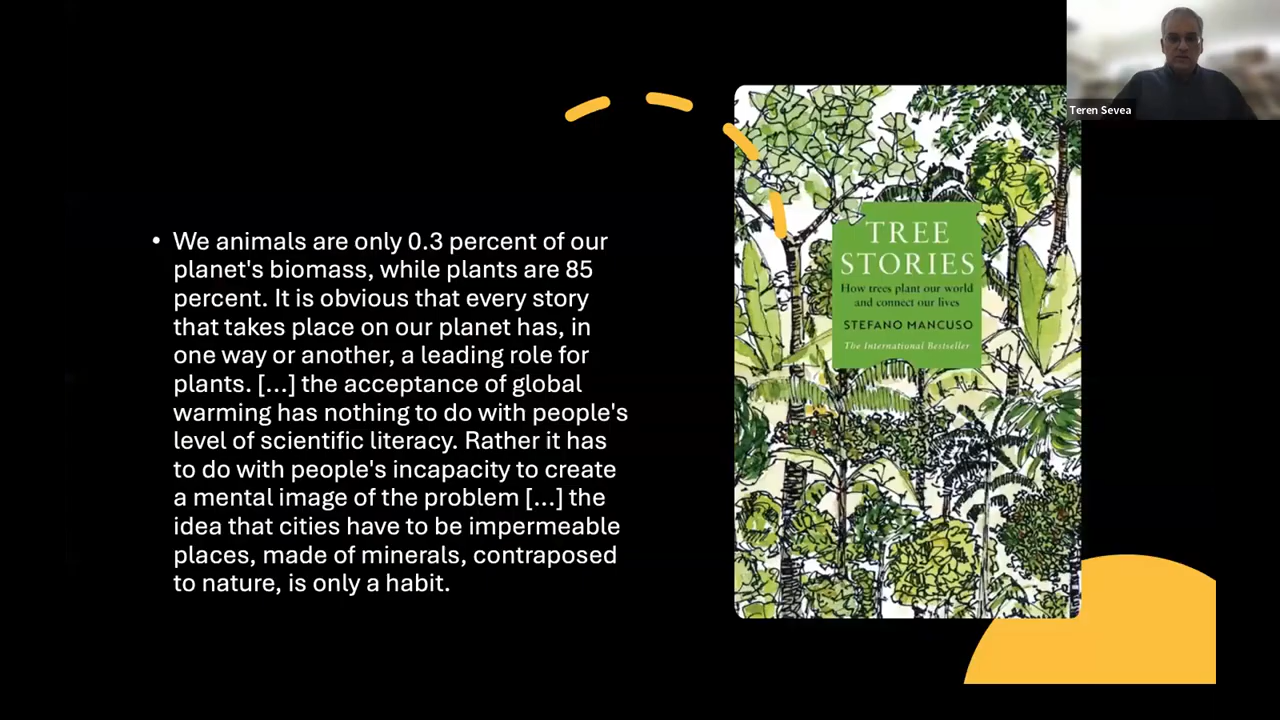 Teren Sevea
• We animals are only 0.3 percent of our
planet's biomass, while plants are 85
percent. It is obvious that every story
that takes place on our planet has, in
one way or another, a leading role for
plants. [...] the acceptance of global
warming has nothing to do with people's
level of scientific literacy. Rather it has
to do with people's incapacity to create
a mental image of the problem [...] the
idea that cities have to be impermeable
places, made of minerals, contraposed
to nature, is only a habit.
TREE
STORIES
How trees plant our world
and connect our lives
STEFANO MANCUSO
The International Bestseller